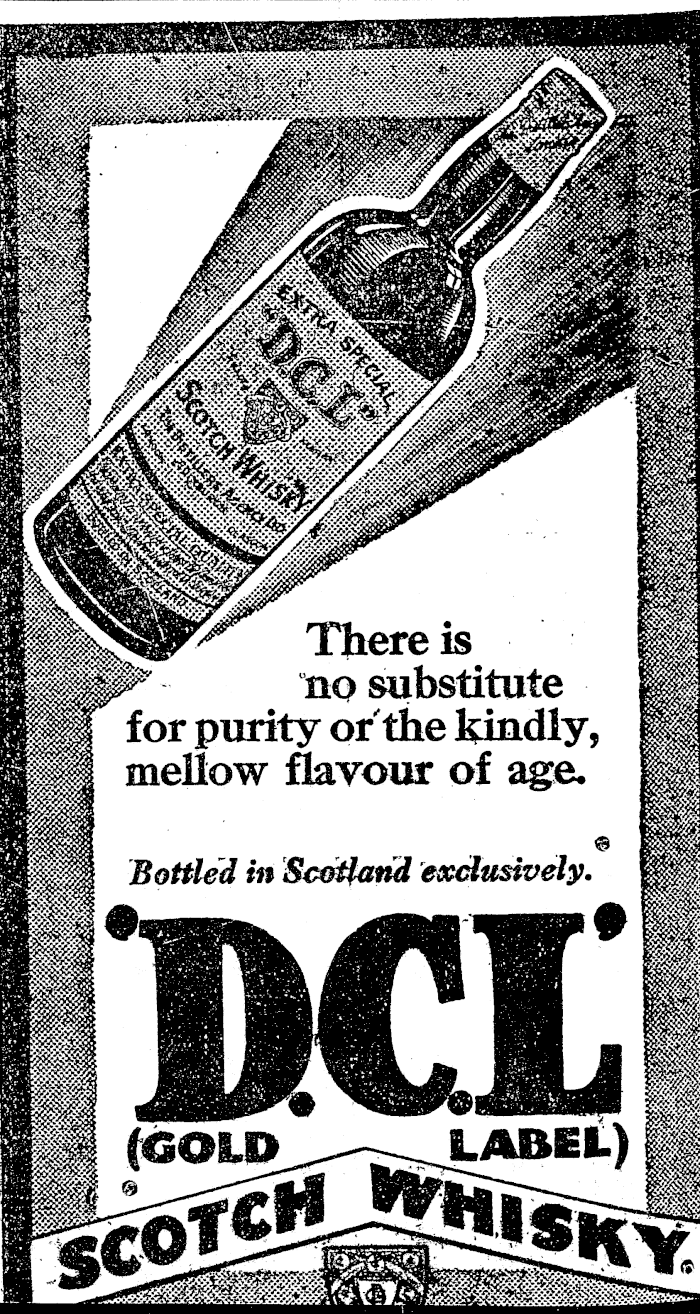 EXTRA SPECIAL
"D.C.L"
SCOTCH WHISKY
There is
no substitute
for purity or the kindly,
mellow flavour of age.
Bottled in Scotland exclusively.
'D.C.L'
(GOLD LABEL)
SCOTCH WHISKY.